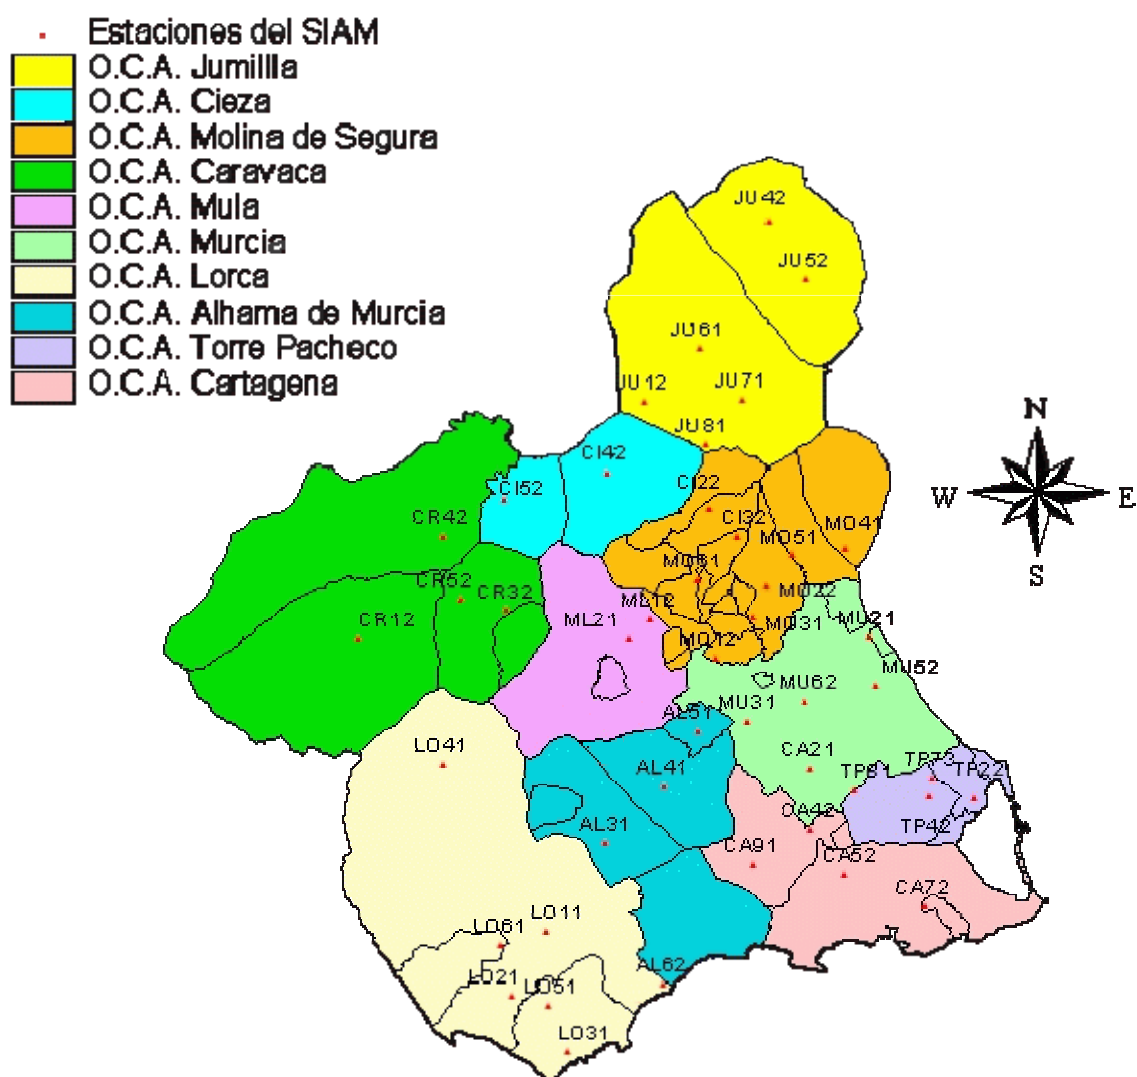 Estaciones del SIAM
O.C.A. Jumillla
O.C.A. Cieza
O.C.A. Molina de Segura
O.C.A. Caravaca
O.C.A. Mula
O.C.A. Murcia
O.C.A. Lorca
O.C.A. Alhama de Murcia
O.C.A. Torre Pacheco
O.C.A. Cartagena
JU42
JU52
JU61
JU12
JU71
JU81
N
W
E
S
CI42
CI22
CI52
CI32
CR42
MO41
MO51
MO61
CR52
CR32
MO22
ML12
CR12
ML21
MO31
MU21
MO12
MU52
MU62
MU31
AL51
LO41
CA21
TP73
TP22
AL41
TP81
CA42
AL31
TP42
CA91
CA52
CA72
LO11
LO61
AL62
LO21
LO51
LO31